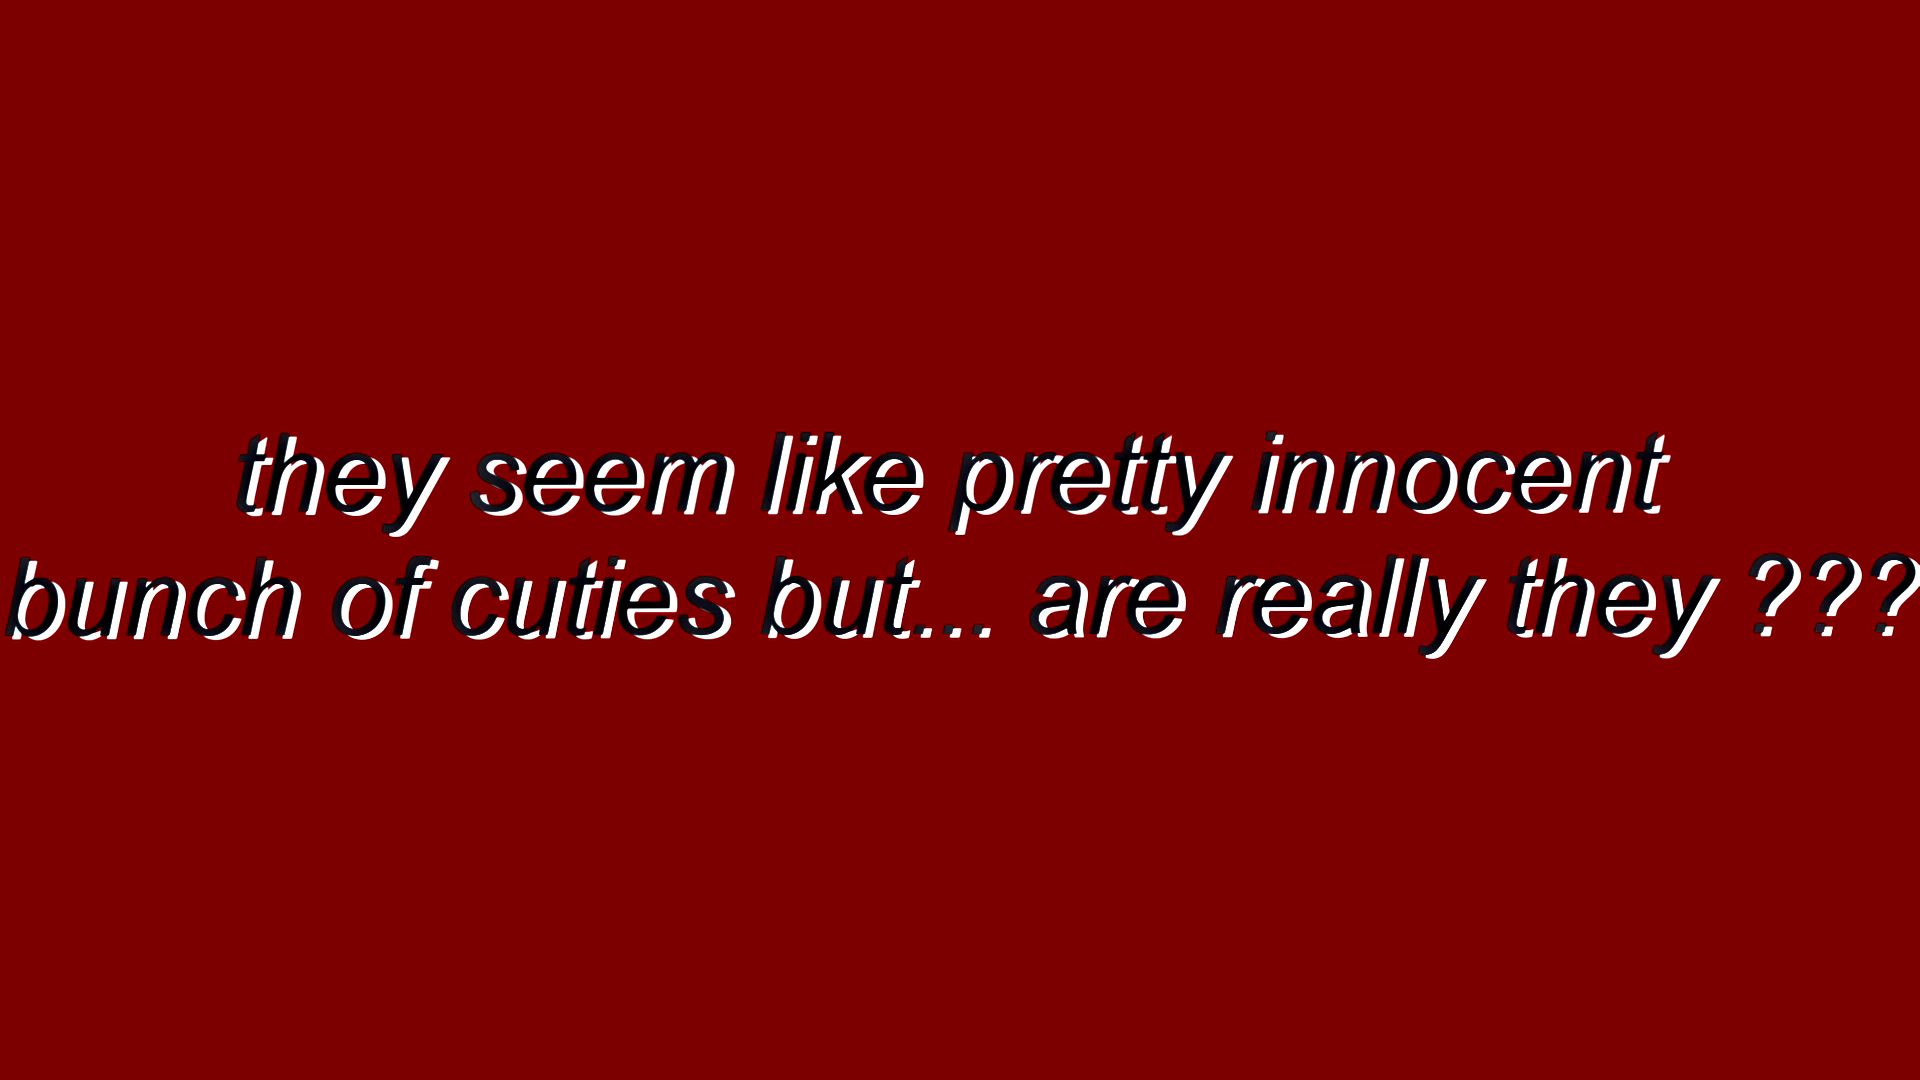 they seem like pretty innocent
bunch of cuties but... are really they ???